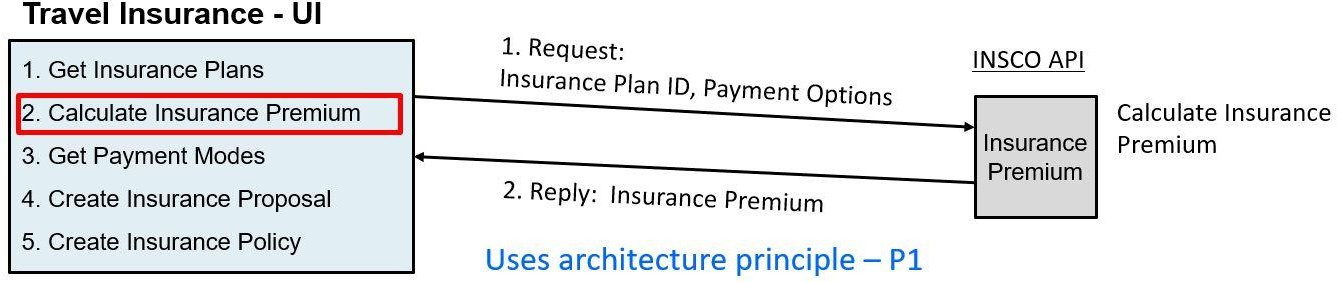 Travel Insurance - UI
1. Get Insurance Plans
2. Calculate Insurance Premium
3. Get Payment Modes
4. Create Insurance Proposal
5. Create Insurance Policy
1. Request:
Insurance Plan ID, Payment Options
2. Reply: Insurance Premium
Uses architecture principle – P1
INSCO API
Insurance
Premium
Calculate Insurance
Premium